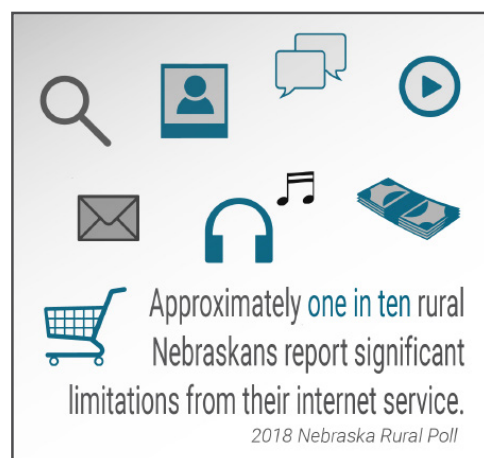 Approximately one in ten rural
Nebraskans report significant
limitations from their internet service.
2018 Nebraska Rural Poll